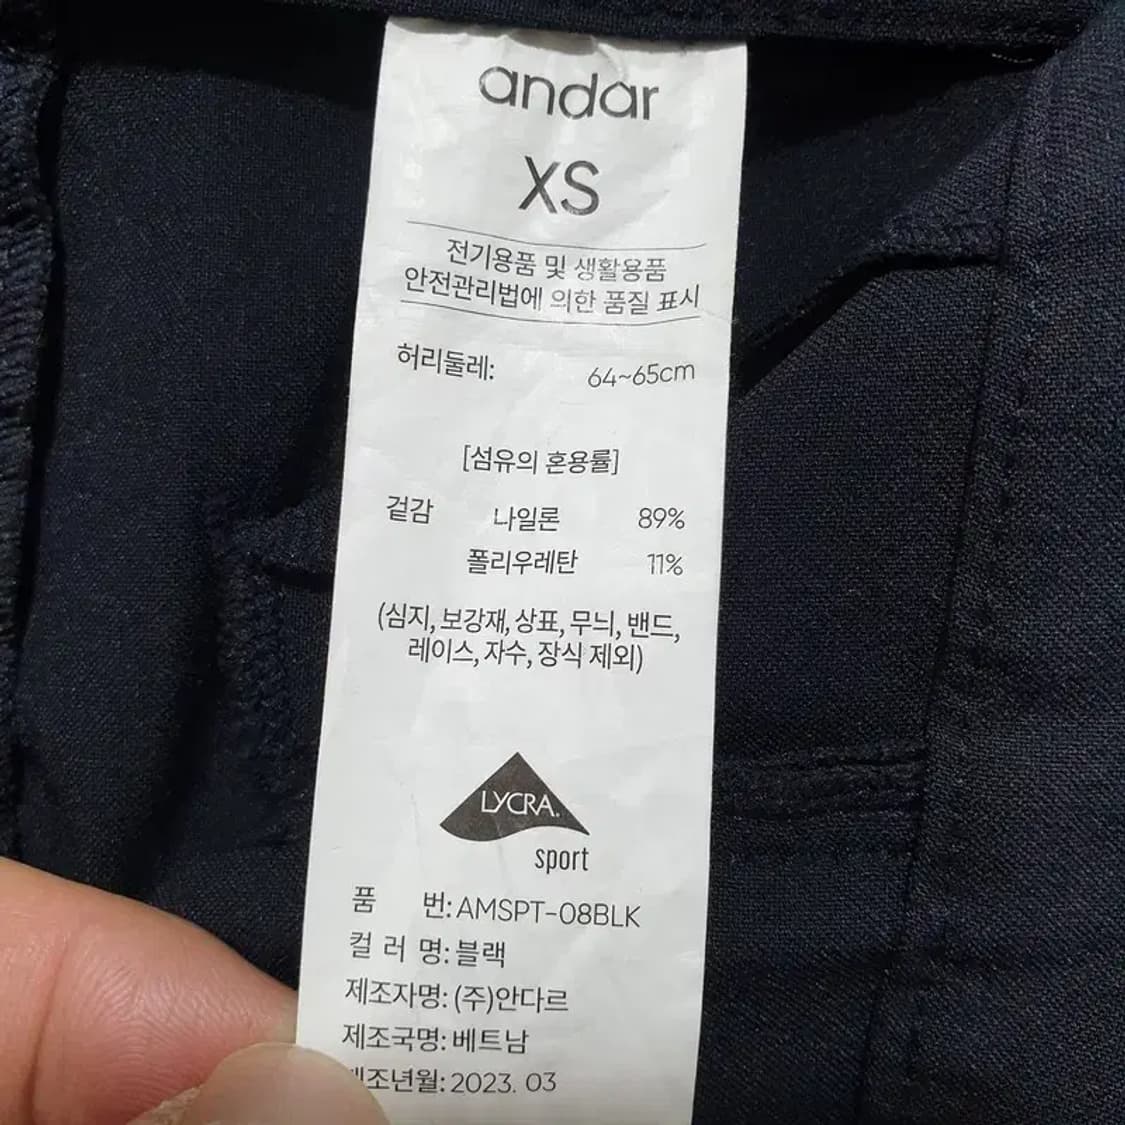 andar
XS
전기용품 및 생활용품
안전관리법에 의한 품질 표시
허리둘레: 64~65cm
[섬유의 혼용률]
겉감 나일론 89%
폴리우레탄 11%
(심지, 보강재, 상표, 무늬, 밴드,
레이스, 자수, 장식 제외)
LYCRA.
sport
품 번: AMSPT-08BLK
컬 러 명: 블랙
제조자명: (주)안다르
제조국명: 베트남
제조년월: 2023. 03